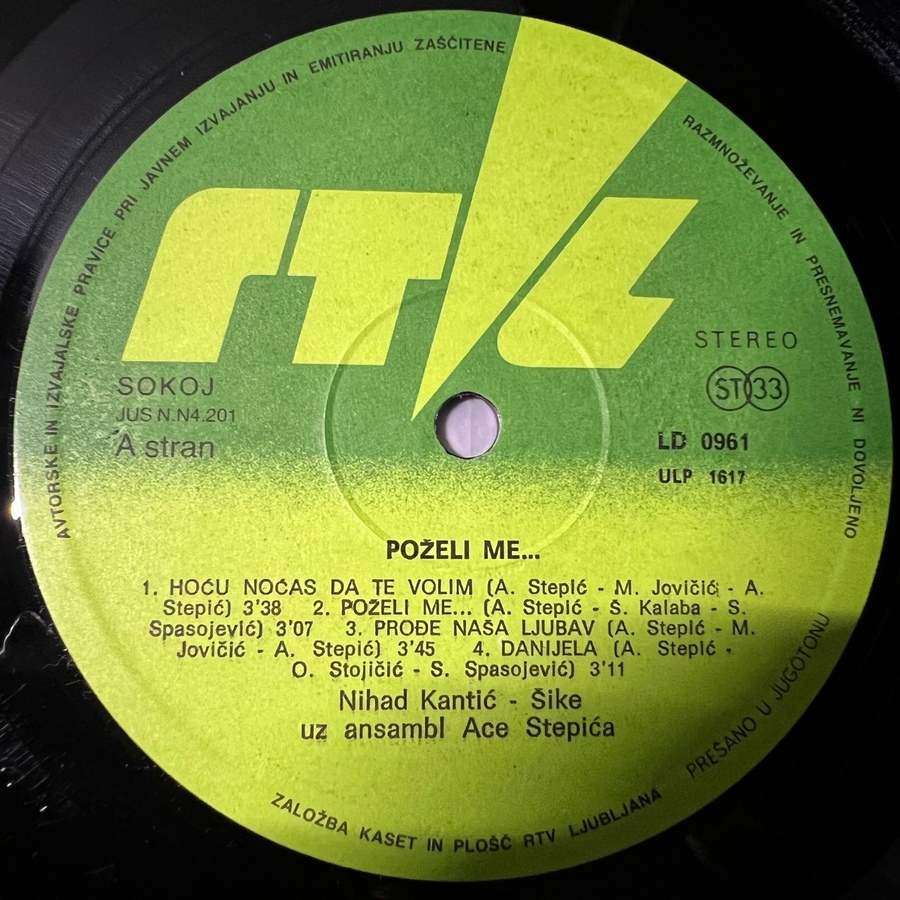 AVTORSKE IN IZVAJALSKE PRAVICE PRI JAVNEM IZVAJANJU IN EMITIRANJU ZAŠČITENE
RAZMNOŽEVANJE IN PRESNEMAVANJE NI DOVOLJENO
rtl
STEREO
SOKOJ
JUS N.N4.201
A stran
ST 33
LD 0961
ULP 1617
POŽELI ME...
1. HOĆU NOĆAS DA TE VOLIM (A. Stepić - M. Jovičić - A.
Stepić) 3'38 2. POŽELI ME... (A. Stepić - Š. Kalaba - S.
Spasojević) 3'07 3. PROĐE NAŠA LJUBAV (A. Stepić - M.
Jovičić - A. Stepić) 3'45 4. DANIJELA (A. Stepić -
O. Stojičić - S. Spasojević) 3'11
Nihad Kantić - Šike
uz ansambl Ace Stepića
ZALOŽBA KASET IN PLOŠČ RTV LJUBLJANA
PREŠANO U JUGOTONU